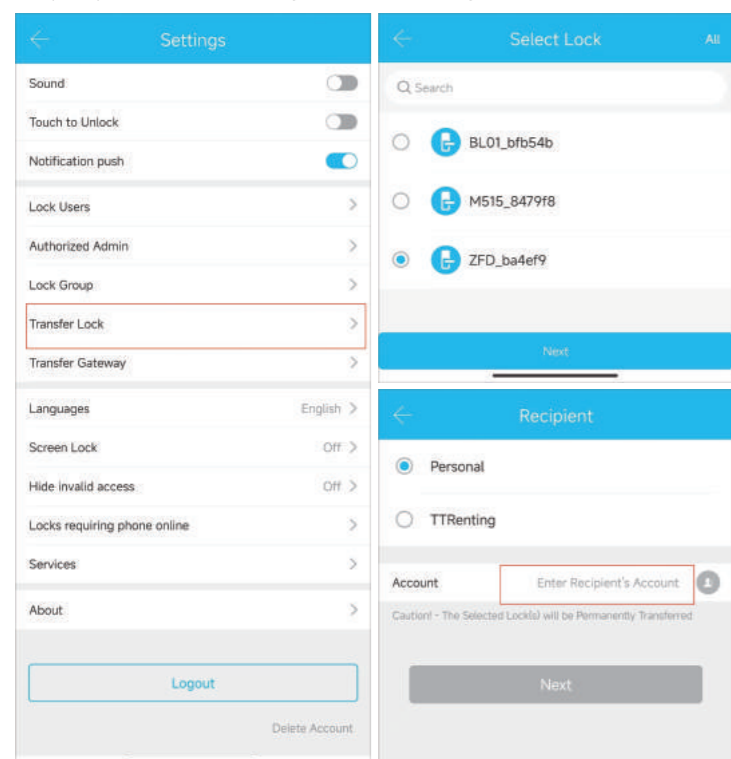 Settings
Sound
Touch to Unlock
Notification push
Lock Users
Authorized Admin
Lock Group
Transfer Lock
Transfer Gateway
Languages English
Screen Lock Off
Hide invalid access Off
Locks requiring phone online
Services
About
Logout
Delete Account
Select Lock All
Search
BL01_bfb54b
M515_8479f8
ZFD_ba4ef9
Next
Recipient
Personal
TTRenting
Account Enter Recipient's Account
Caution! - The Selected Lock(s) will be Permanently Transferred
Next